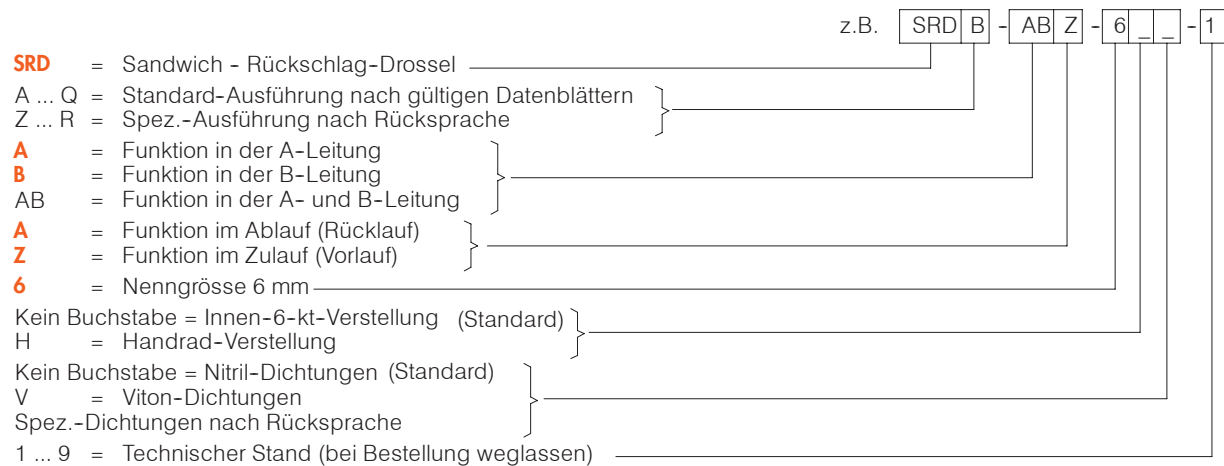 z.B. SRD B - AB Z - 6 _ _ - 1
SRD = Sandwich - Rückschlag-Drossel
A ... Q = Standard-Ausführung nach gültigen Datenblättern
Z ... R = Spez.-Ausführung nach Rücksprache
A = Funktion in der A-Leitung
B = Funktion in der B-Leitung
AB = Funktion in der A- und B-Leitung
A = Funktion im Ablauf (Rücklauf)
Z = Funktion im Zulauf (Vorlauf)
6 = Nenngrösse 6 mm
Kein Buchstabe = Innen-6-kt-Verstellung (Standard)
H = Handrad-Verstellung
Kein Buchstabe = Nitril-Dichtungen (Standard)
V = Viton-Dichtungen
Spez.-Dichtungen nach Rücksprache
1 ... 9 = Technischer Stand (bei Bestellung weglassen)